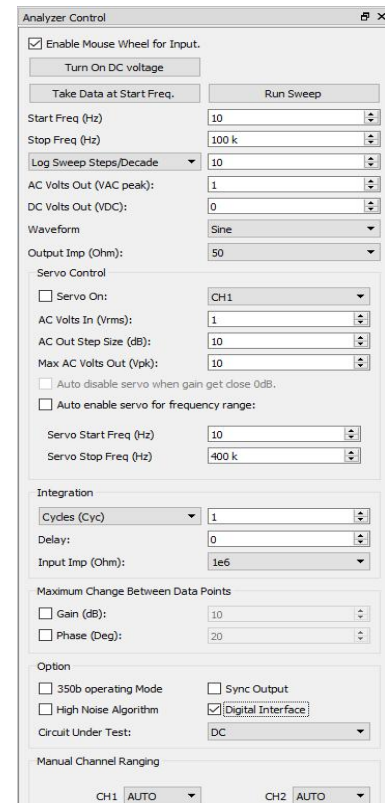 Analyzer Control
Enable Mouse Wheel for Input.
Turn On DC voltage
Take Data at Start Freq. Run Sweep
Start Freq (Hz) 10
Stop Freq (Hz) 100 k
Log Sweep Steps/Decade 10
AC Volts Out (VAC peak): 1
DC Volts Out (VDC): 0
Waveform Sine
Output Imp (Ohm): 50
Servo Control
Servo On: CH1
AC Volts In (Vrms): 1
AC Out Step Size (dB): 10
Max AC Volts Out (Vpk): 10
Auto disable servo when gain get close 0dB.
Auto enable servo for frequency range:
Servo Start Freq (Hz) 10
Servo Stop Freq (Hz) 400 k
Integration
Cycles (Cyc) 1
Delay: 0
Input Imp (Ohm): 1e6
Maximum Change Between Data Points
Gain (dB): 10
Phase (Deg): 20
Option
350b operating Mode Sync Output
High Noise Algorithm Digital Interface
Circuit Under Test: DC
Manual Channel Ranging
CH1 AUTO CH2 AUTO